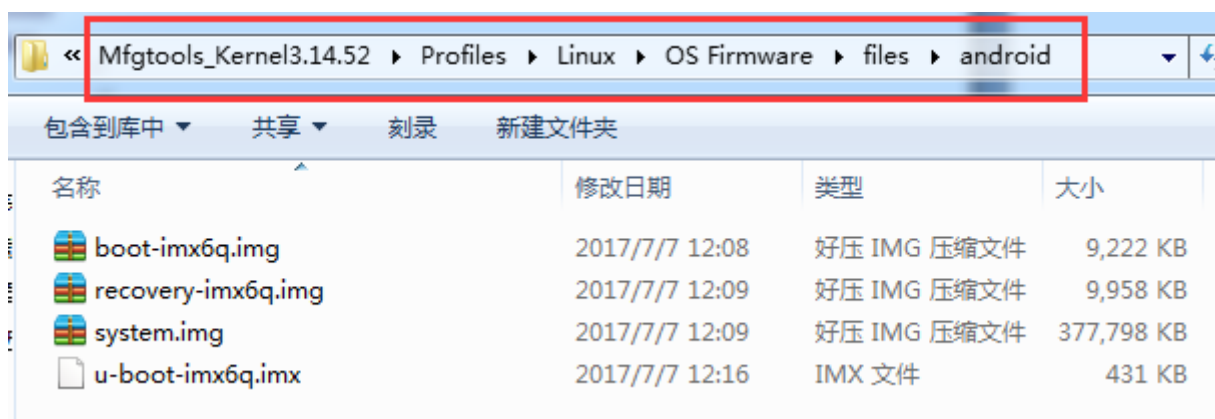 « Mfgtools_Kernel3.14.52 ▸ Profiles ▸ Linux ▸ OS Firmware ▸ files ▸ android
包含到库中 共享 刻录 新建文件夹
名称 修改日期 类型 大小
boot-imx6q.img 2017/7/7 12:08 好压 IMG 压缩文件 9,222 KB
recovery-imx6q.img 2017/7/7 12:09 好压 IMG 压缩文件 9,958 KB
system.img 2017/7/7 12:09 好压 IMG 压缩文件 377,798 KB
u-boot-imx6q.imx 2017/7/7 12:16 IMX 文件 431 KB